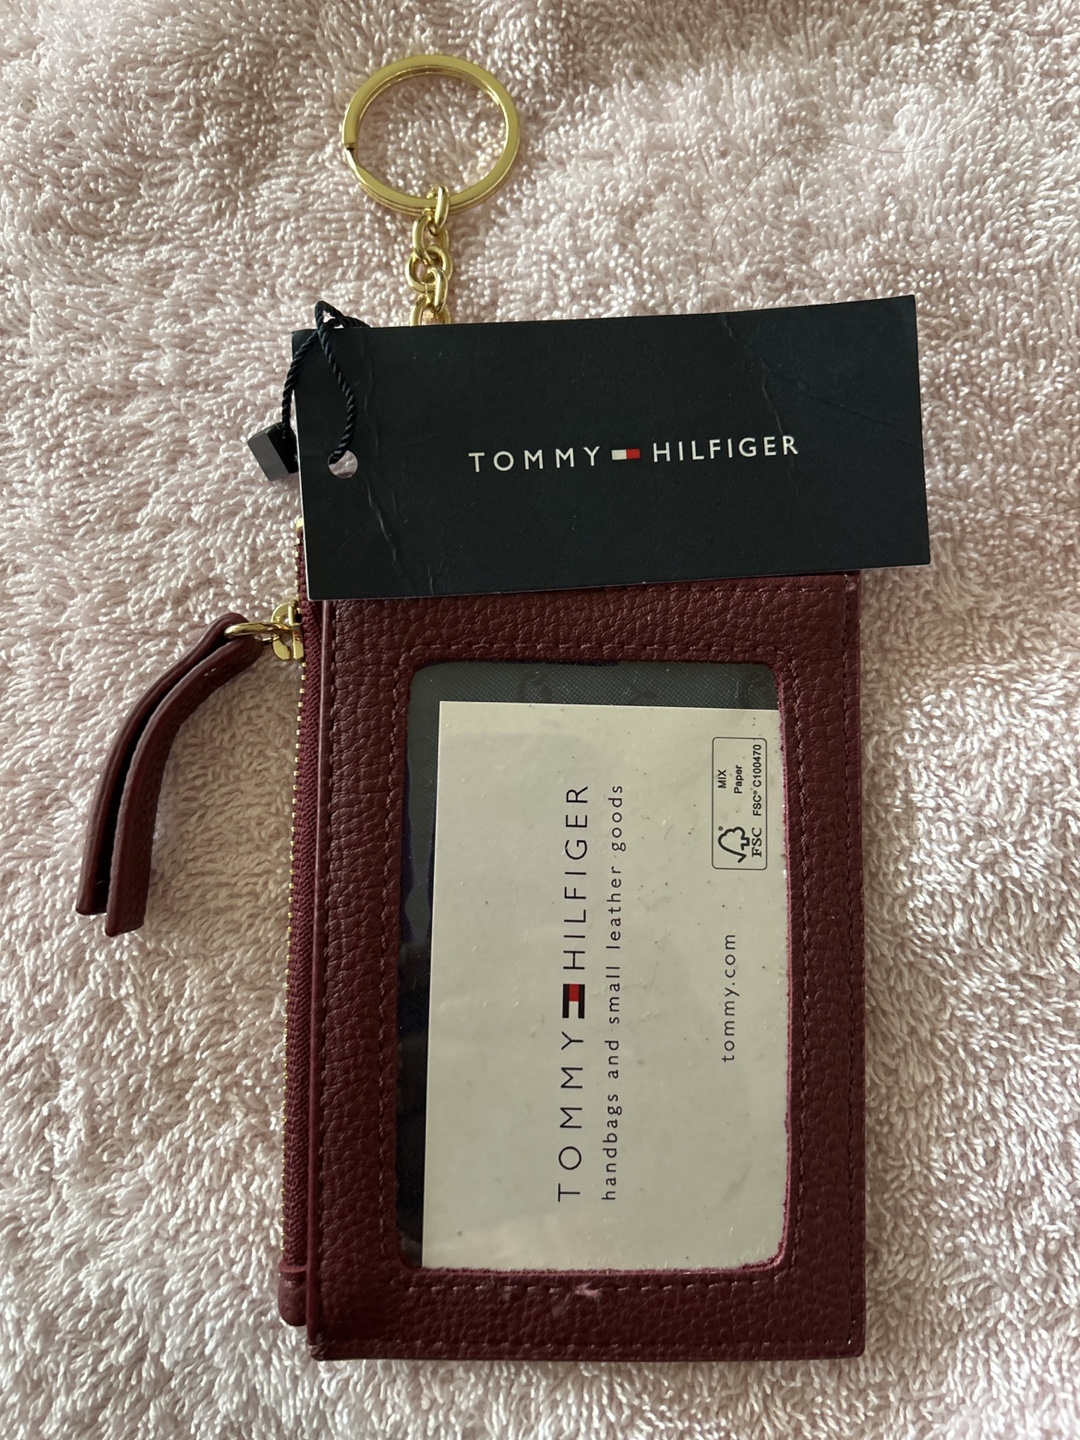 TOMMY HILFIGER
TOMMY HILFIGER
handbags and small leather goods
tommy.com
MIX
Paper
FSC
FSC® C100470